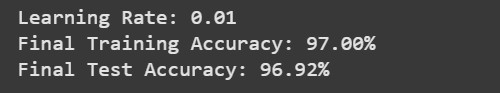 Learning Rate: 0.01
Final Training Accuracy: 97.00%
Final Test Accuracy: 96.92%